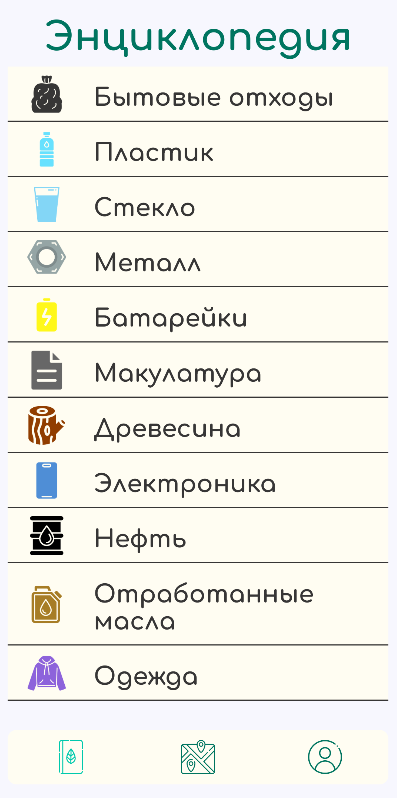 Энциклопедия
Бытовые отходы
Пластик
Стекло
Металл
Батарейки
Макулатура
Древесина
Электроника
Нефть
Отработанные
масла
Одежда